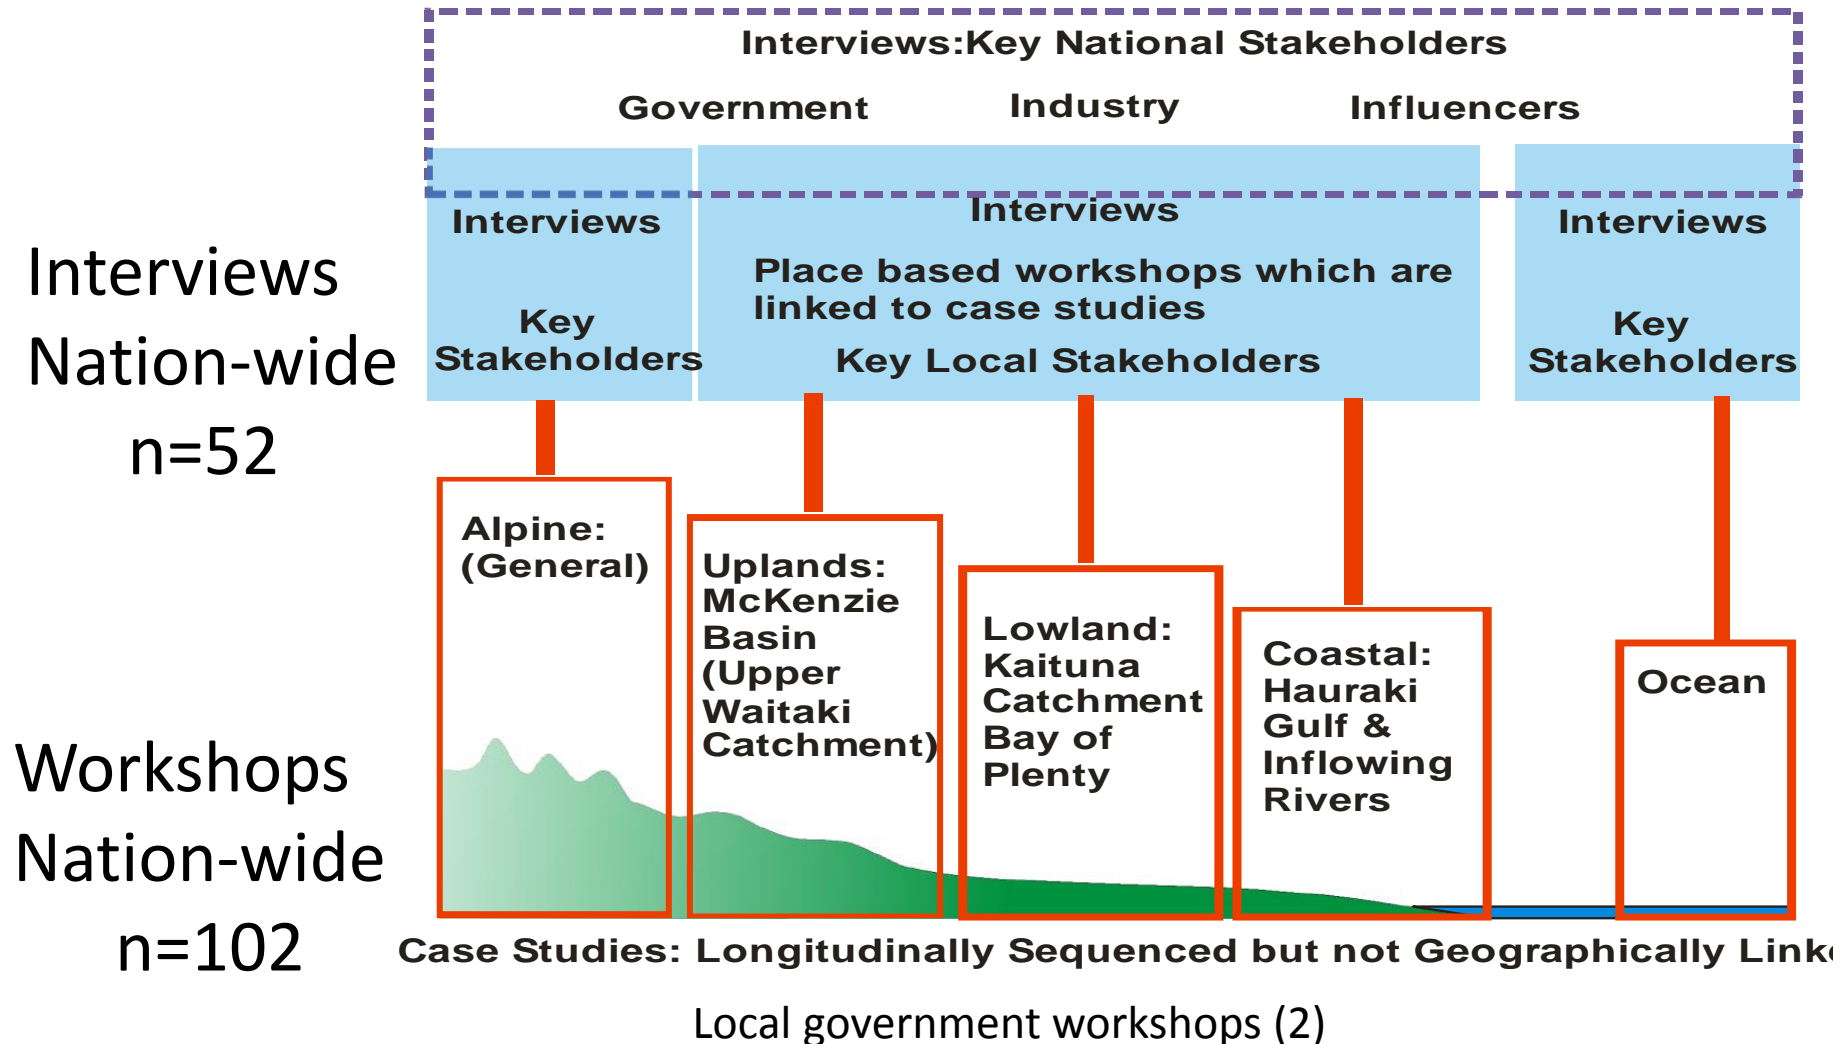 Interviews:Key National Stakeholders
Government Industry Influencers
Interviews
Nation-wide
n=52
Interviews
Key
Stakeholders
Interviews
Place based workshops which are
linked to case studies
Key Local Stakeholders
Interviews
Key
Stakeholders
Alpine:
(General)
Uplands:
McKenzie
Basin
(Upper
Waitaki
Catchment)
Lowland:
Kaituna
Catchment
Bay of
Plenty
Coastal:
Hauraki
Gulf &
Inflowing
Rivers
Ocean
Workshops
Nation-wide
n=102
Case Studies: Longitudinally Sequenced but not Geographically Linke
Local government workshops (2)